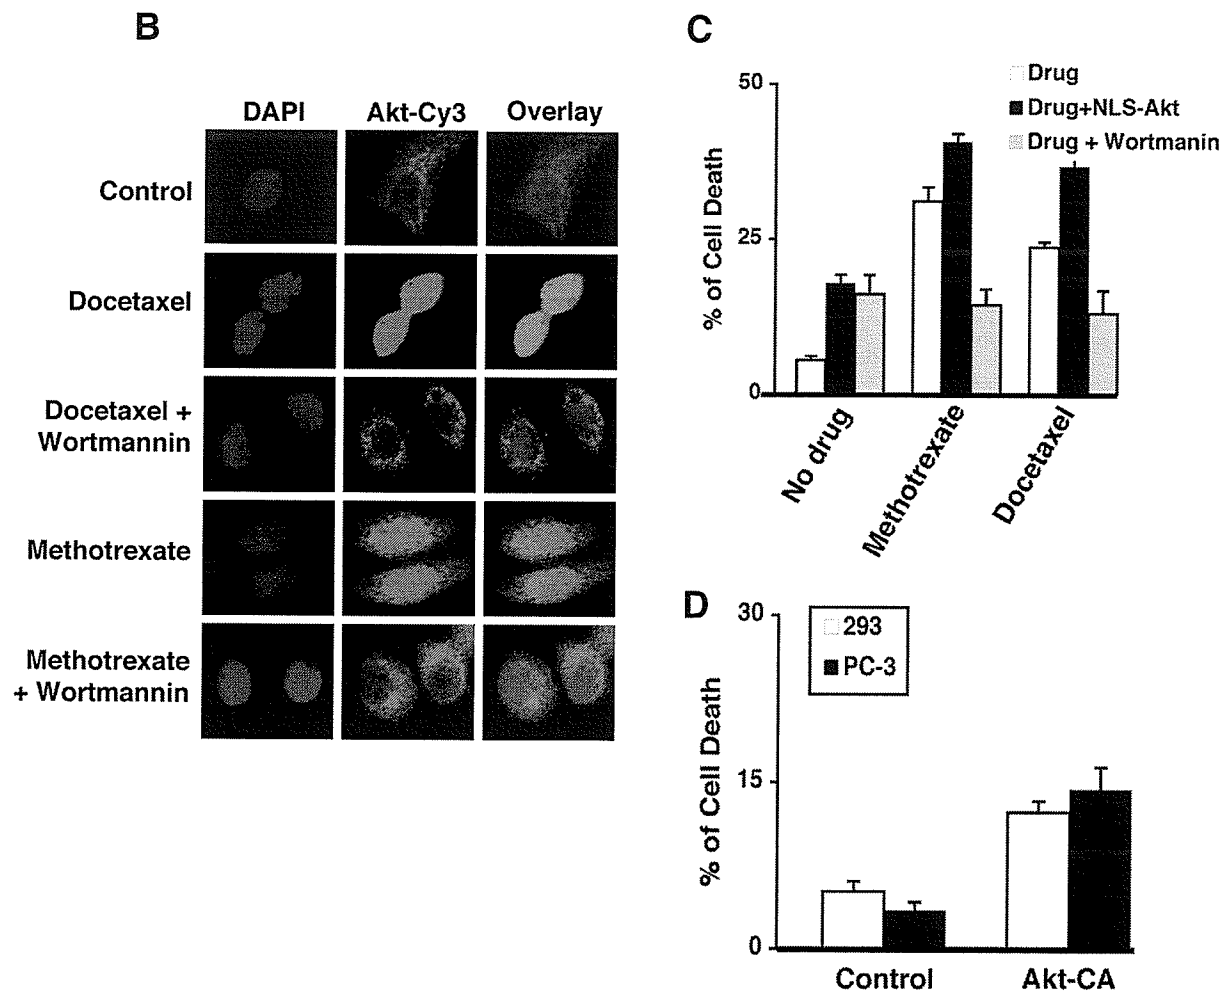 B
DAPI Akt-Cy3 Overlay
Control
Docetaxel
Docetaxel +
Wortmannin
Methotrexate
Methotrexate
+ Wortmannin
C
Drug
Drug+NLS-Akt
Drug + Wortmanin
% of Cell Death
50
25
0
No drug
Methotrexate
Docetaxel
D
293
PC-3
% of Cell Death
30
15
0
Control Akt-CA